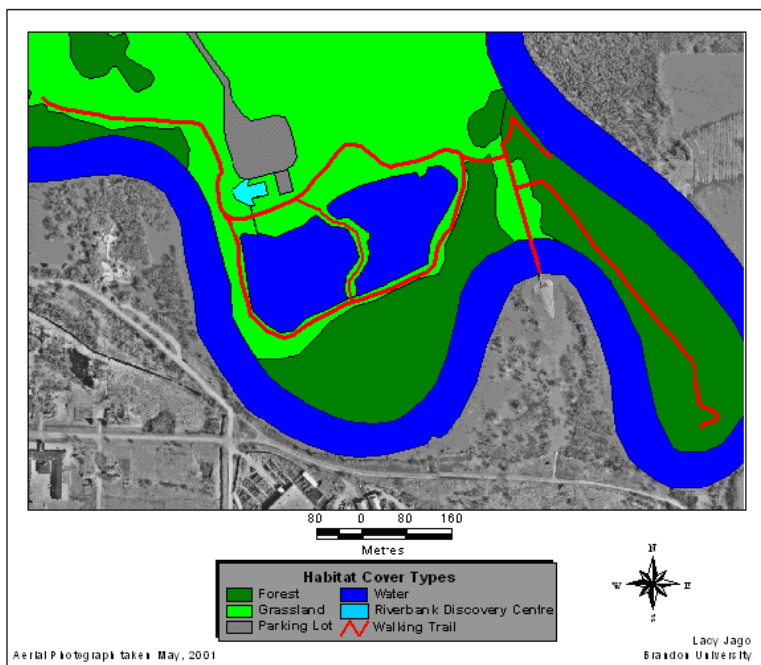 80 0 80 160
Metres
Habitat Cover Types
Forest Water
Grassland Riverbank Discovery Centre
Parking Lot Walking Trail
N
W E
S
Aerial Photograph taken May, 2001
Lacy Jago
Brandon University